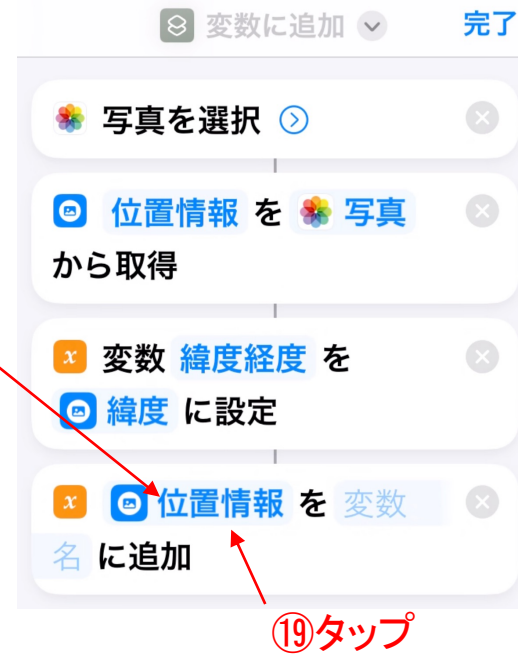 変数に追加
完了
写真を選択
位置情報 を 写真
から取得
変数 緯度経度 を
緯度 に設定
x 位置情報 を 変数
名 に追加
⑲タップ